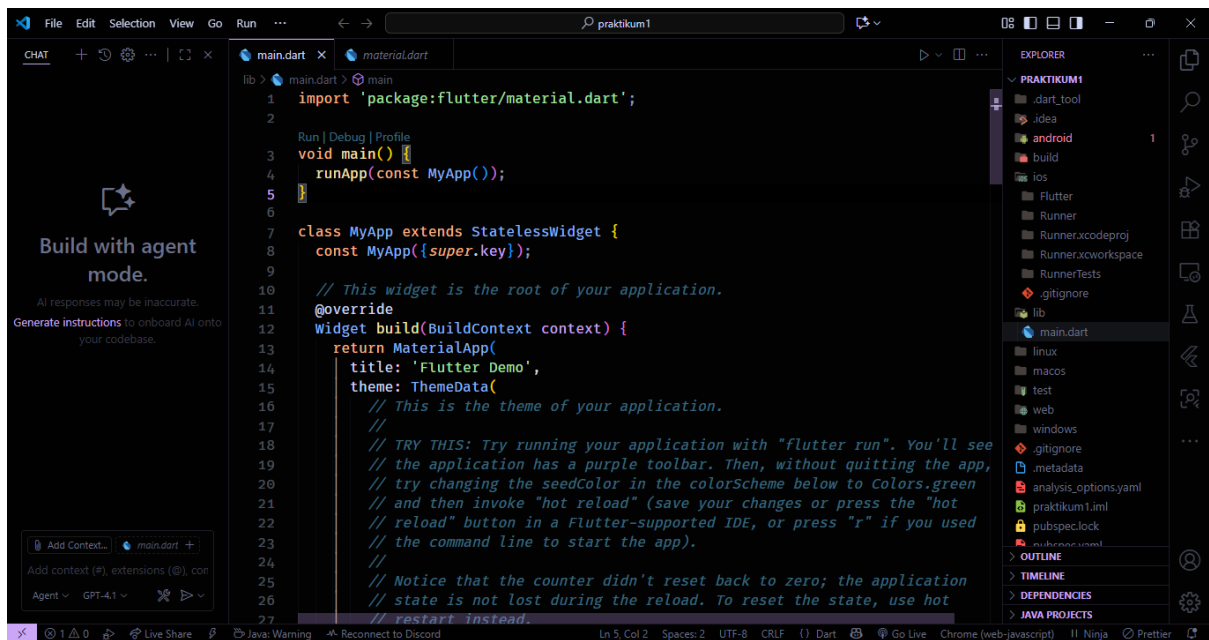 File Edit Selection View Go Run ··· praktikum1
CHAT
main.dart material.dart
lib > main.dart > main
1 import 'package:flutter/material.dart';
2
Run | Debug | Profile
3 void main() {
4 runApp(const MyApp());
5 }
6
7 class MyApp extends StatelessWidget {
8 const MyApp({super.key});
9
10 // This widget is the root of your application.
11 @override
12 Widget build(BuildContext context) {
13 return MaterialApp(
14 title: 'Flutter Demo',
15 theme: ThemeData(
16 // This is the theme of your application.
17 //
18 // TRY THIS: Try running your application with "flutter run". You'll see
19 // the application has a purple toolbar. Then, without quitting the app,
20 // try changing the seedColor in the colorScheme below to Colors.green
21 // and then invoke "hot reload" (save your changes or press the "hot
22 // reload" button in a Flutter-supported IDE, or press "r" if you used
23 // the command line to start the app).
24 //
25 // Notice that the counter didn't reset back to zero; the application
26 // state is not lost during the reload. To reset the state, use hot
27 // restart instead.
Build with agent
mode.
AI responses may be inaccurate.
Generate instructions to onboard AI onto
your codebase.
Add Context... main.dart +
Add context (#), extensions (@), con
Agent GPT-4.1
EXPLORER
PRAKTIKUM1
.dart_tool
.idea
android 1
build
ios
Flutter
Runner
Runner.xcodeproj
Runner.xcworkspace
RunnerTests
.gitignore
lib
main.dart
linux
macos
test
web
windows
.gitignore
.metadata
analysis_options.yaml
praktikum1.iml
pubspec.lock
pubspec.yaml
OUTLINE
TIMELINE
DEPENDENCIES
JAVA PROJECTS
1 0 Live Share Java: Warning Reconnect to Discord Ln 5, Col 2 Spaces: 2 UTF-8 CRLF {} Dart Go Live Chrome (web-javascript) Ninja Prettier